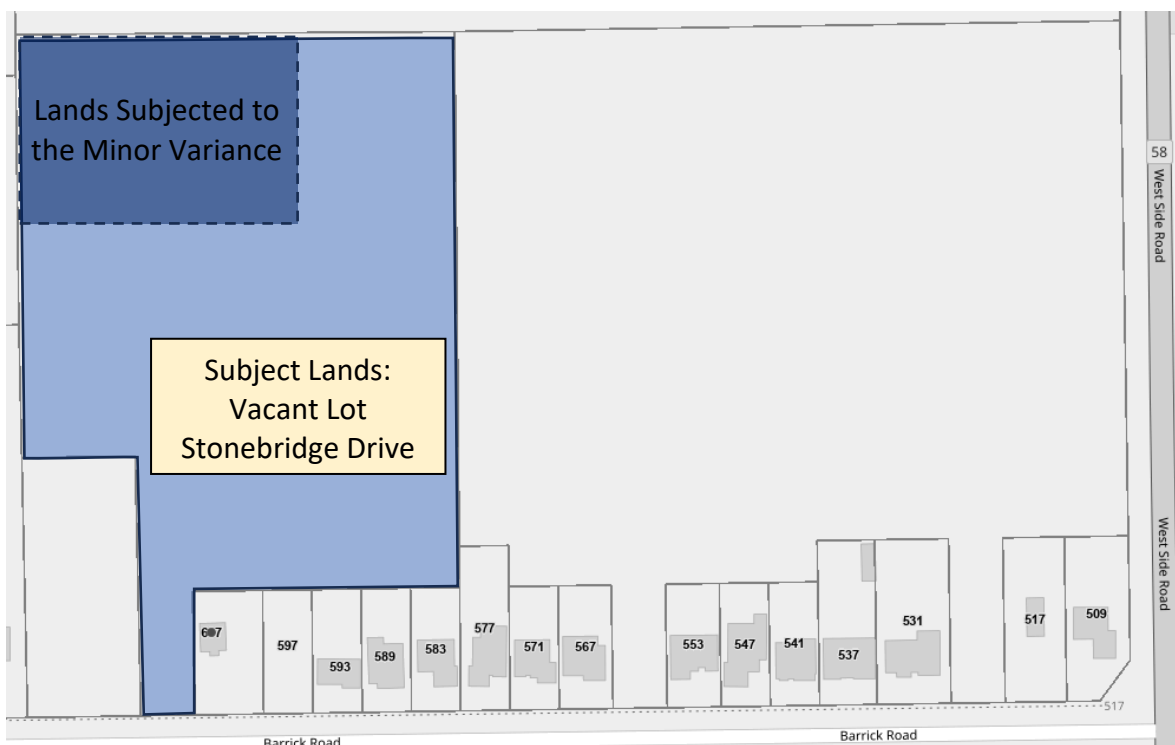 Lands Subjected to
the Minor Variance
58
West Side Road
Subject Lands:
Vacant Lot
Stonebridge Drive
West Side Road
597
593
589
583
577
571
567
553
547
541
537
531
517
509
517
Barrick Road
Barrick Road